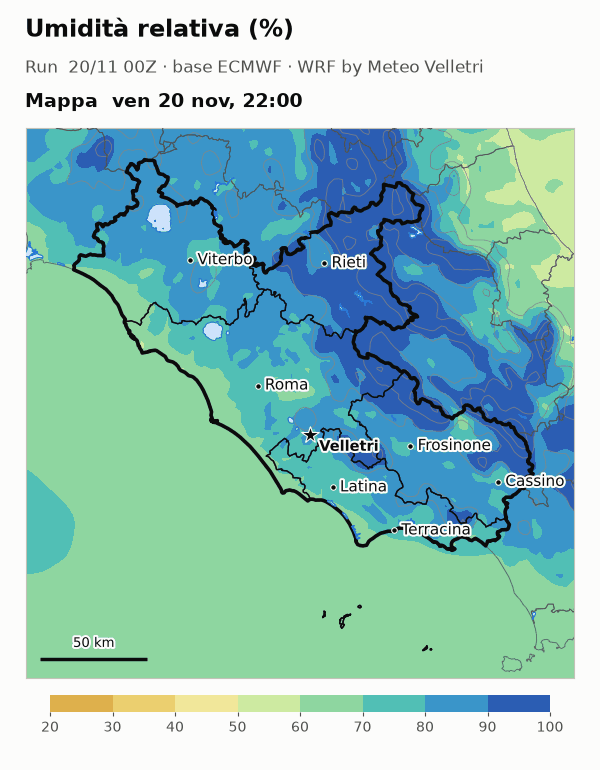 Umidità relativa (%)
Run  20/11 00Z · base ECMWF · WRF by Meteo Velletri
Mappa  ven 20 nov, 22:00
Viterbo
Rieti
Roma
Velletri
Frosinone
Cassino
Latina
Terracina
50 km
20 30 40 50 60 70 80 90 100